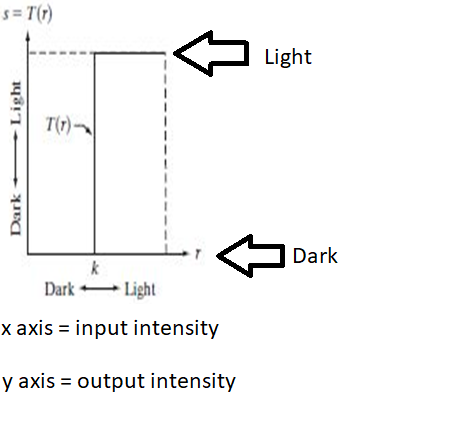 s = T(r)
Light
Dark ⟵ Light
T(r)
r
Dark
k
Dark ⟷ Light
x axis = input intensity
y axis = output intensity